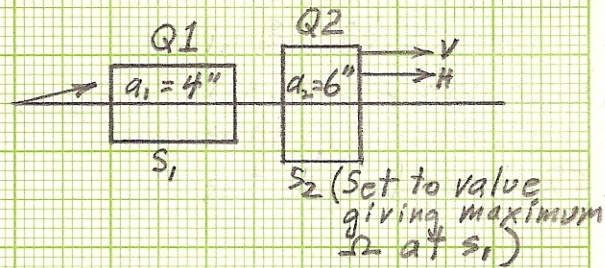 Q1
Q2
a₁ = 4"
a₂=6"
V
H
S₁
S₂ (Set to value
giving maximum
Ω at S₁)